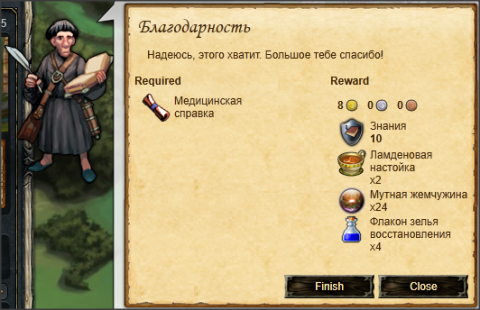 5
Благодарность
Надеюсь, этого хватит. Большое тебе спасибо!
Required
Reward
Медицинская
справка
8 0 0
Знания
10
Ламденовая
настойка
x2
Мутная жемчужина
x24
Флакон зелья
восстановления
x4
Finish
Close